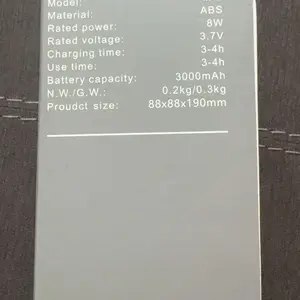 Model:
Material: ABS
Rated power: 8W
Rated voltage: 3.7V
Charging time: 3-4h
Use time: 3-4h
Battery capacity: 3000mAh
N.W./G.W.: 0.2kg/0.3kg
Proudct size: 88x88x190mm